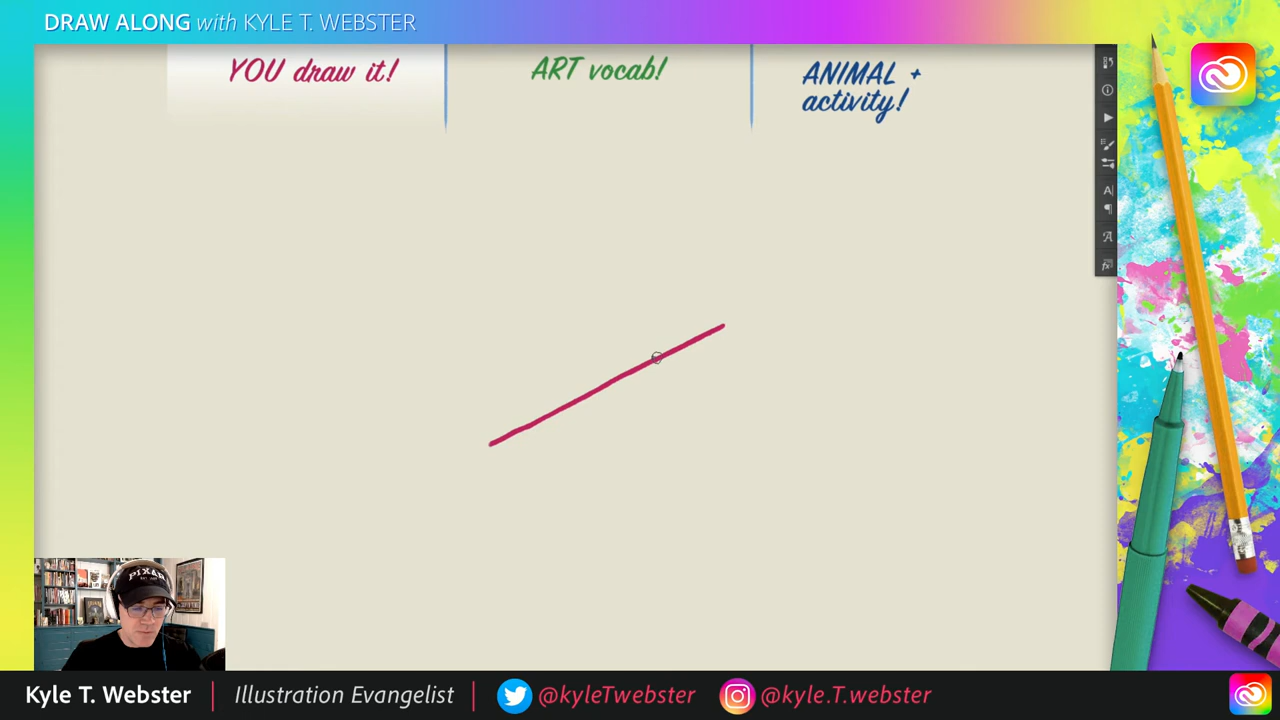 DRAW ALONG with KYLE T. WEBSTER
YOU draw it!
ART vocab!
ANIMAL +
activity!
A
PIXAR
Kyle T. Webster | Illustration Evangelist | @kyleTwebster @kyle.T.webster